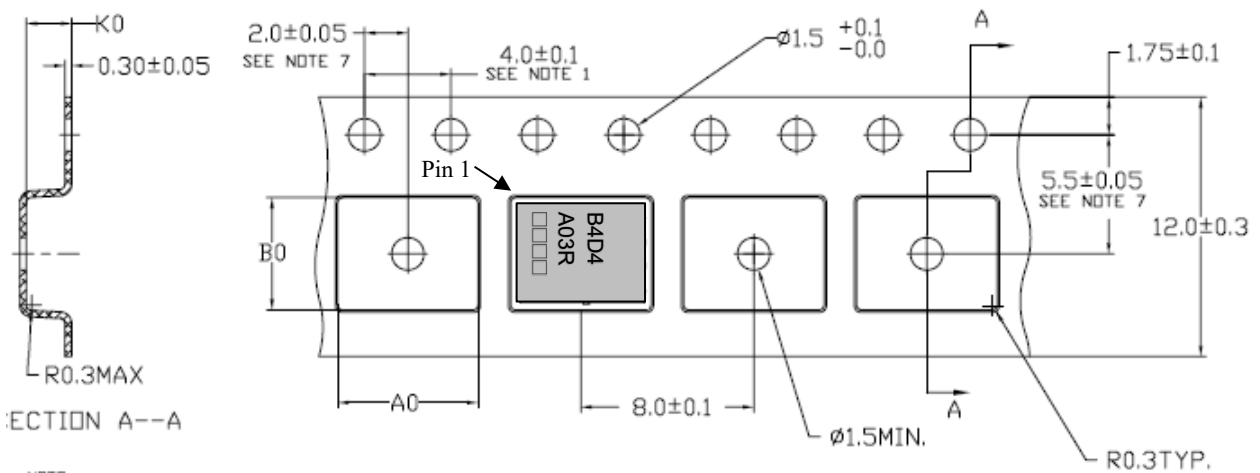 K0
0.30±0.05
2.0±0.05
SEE NOTE 7
4.0±0.1
SEE NOTE 1
Ø1.5 +0.1
-0.0
A
1.75±0.1
Pin 1
5.5±0.05
SEE NOTE 7
12.0±0.3
B0
B4D4
A03R
□□□□
R0.3MAX
A0
8.0±0.1
A
Ø1.5MIN.
R0.3TYP.
ECTION A--A